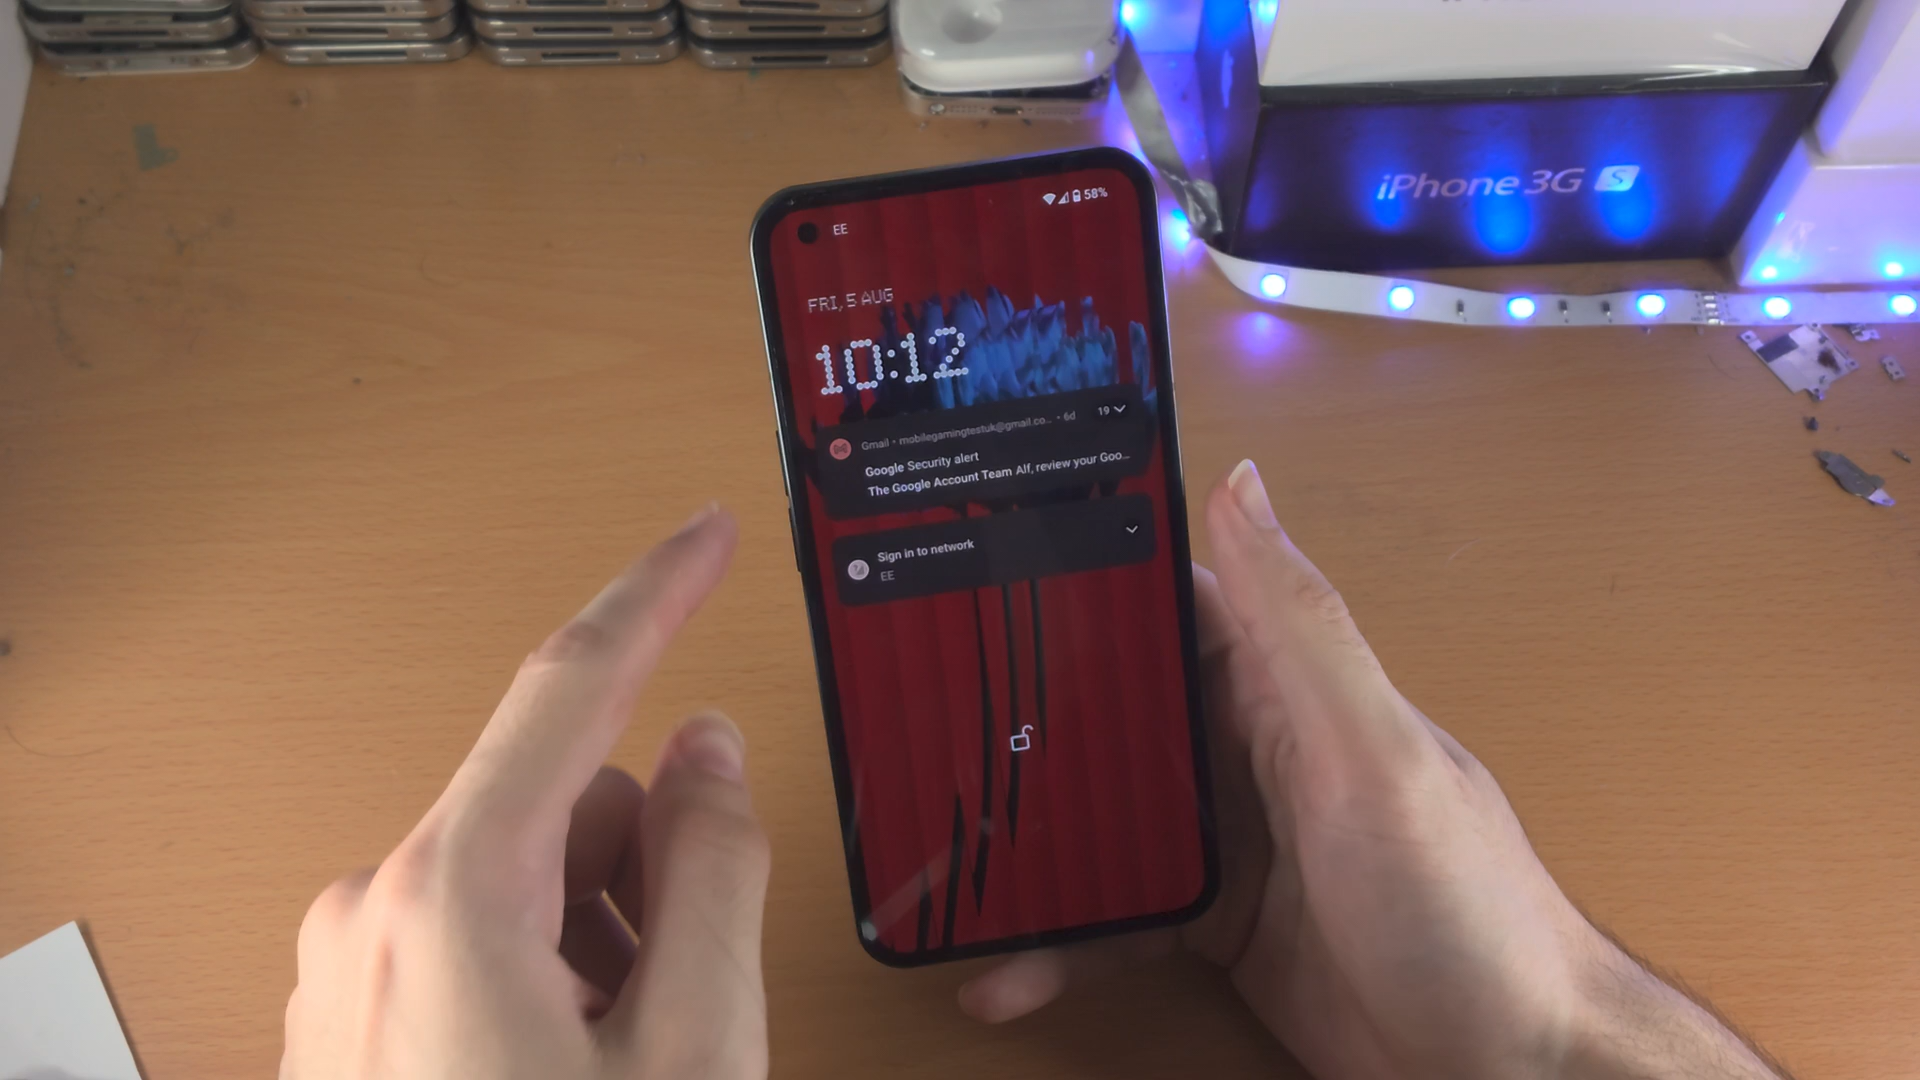 iPhone 3G S
EE
58%
FRI, 5 AUG
10:12
Gmail • mobilegamingtestuk@gmail.co... • 6d
19
Google Security alert
The Google Account Team Alf, review your Goo...
Sign in to network
EE